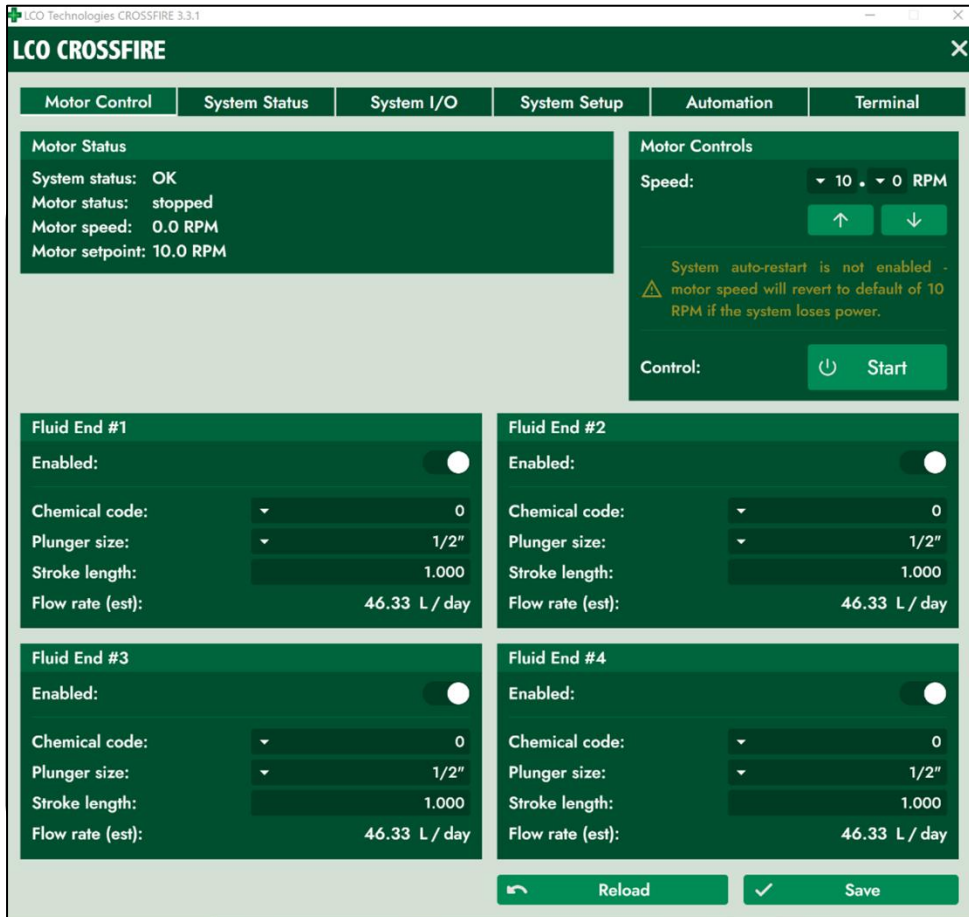 LCO Technologies CROSSFIRE 3.3.1
LCO CROSSFIRE
Motor Control
System Status
System I/O
System Setup
Automation
Terminal
Motor Status
System status: OK
Motor status: stopped
Motor speed: 0.0 RPM
Motor setpoint: 10.0 RPM
Motor Controls
Speed: 10 . 0 RPM
System auto-restart is not enabled -
motor speed will revert to default of 10
RPM if the system loses power.
Control: Start
Fluid End #1
Enabled:
Chemical code: 0
Plunger size: 1/2"
Stroke length: 1.000
Flow rate (est): 46.33 L / day
Fluid End #2
Enabled:
Chemical code: 0
Plunger size: 1/2"
Stroke length: 1.000
Flow rate (est): 46.33 L / day
Fluid End #3
Enabled:
Chemical code: 0
Plunger size: 1/2"
Stroke length: 1.000
Flow rate (est): 46.33 L / day
Fluid End #4
Enabled:
Chemical code: 0
Plunger size: 1/2"
Stroke length: 1.000
Flow rate (est): 46.33 L / day
Reload
Save